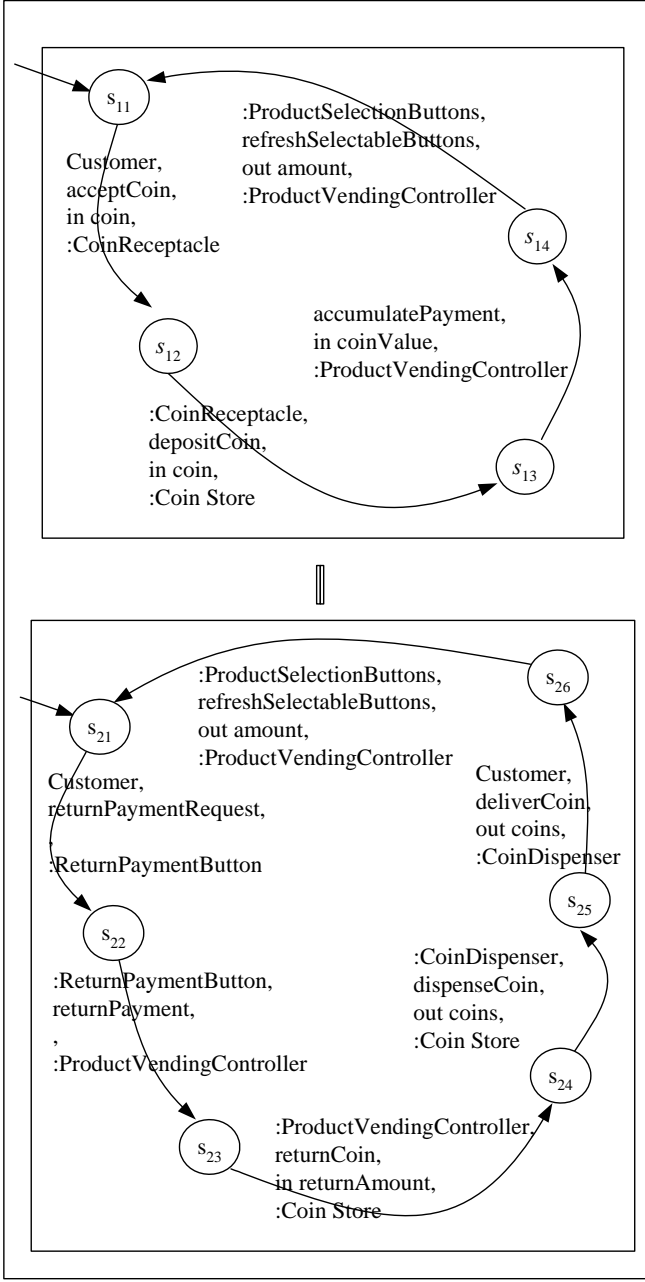 s11
:ProductSelectionButtons,
refreshSelectableButtons,
out amount,
:ProductVendingController
Customer,
acceptCoin,
in coin,
:CoinReceptacle
s14
accumulatePayment,
in coinValue,
:ProductVendingController
s12
:CoinReceptacle,
depositCoin,
in coin,
:Coin Store
s13
s26
:ProductSelectionButtons,
refreshSelectableButtons,
out amount,
:ProductVendingController
s21
Customer,
returnPaymentRequest,
,
:ReturnPaymentButton
Customer,
deliverCoin,
out coins,
:CoinDispenser
s25
s22
:CoinDispenser,
dispenseCoin,
out coins,
:Coin Store
:ReturnPaymentButton,
returnPayment,
,
:ProductVendingController
s24
s23
:ProductVendingController,
returnCoin,
in returnAmount,
:Coin Store